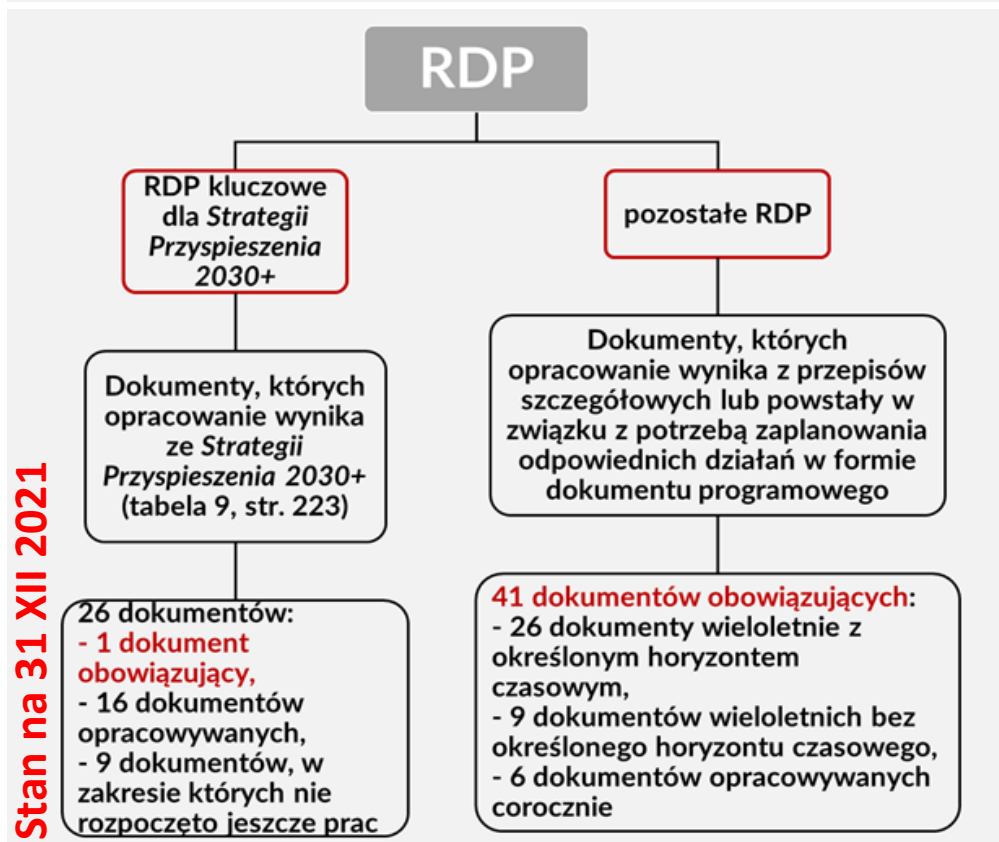 RDP
RDP kluczowe
dla Strategii
Przyspieszenia
2030+
pozostałe RDP
Dokumenty, których
opracowanie wynika
ze Strategii
Przyspieszenia 2030+
(tabela 9, str. 223)
Dokumenty, których
opracowanie wynika z przepisów
szczegółowych lub powstały w
związku z potrzebą zaplanowania
odpowiednich działań w formie
dokumentu programowego
26 dokumentów:
- 1 dokument
obowiązujący,
- 16 dokumentów
opracowywanych,
- 9 dokumentów, w
zakresie których nie
rozpoczęto jeszcze prac
41 dokumentów obowiązujących:
- 26 dokumenty wieloletnie z
określonym horyzontem
czasowym,
- 9 dokumentów wieloletnich bez
określonego horyzontu czasowego,
- 6 dokumentów opracowywanych
corocznie
Stan na 31 XII 2021